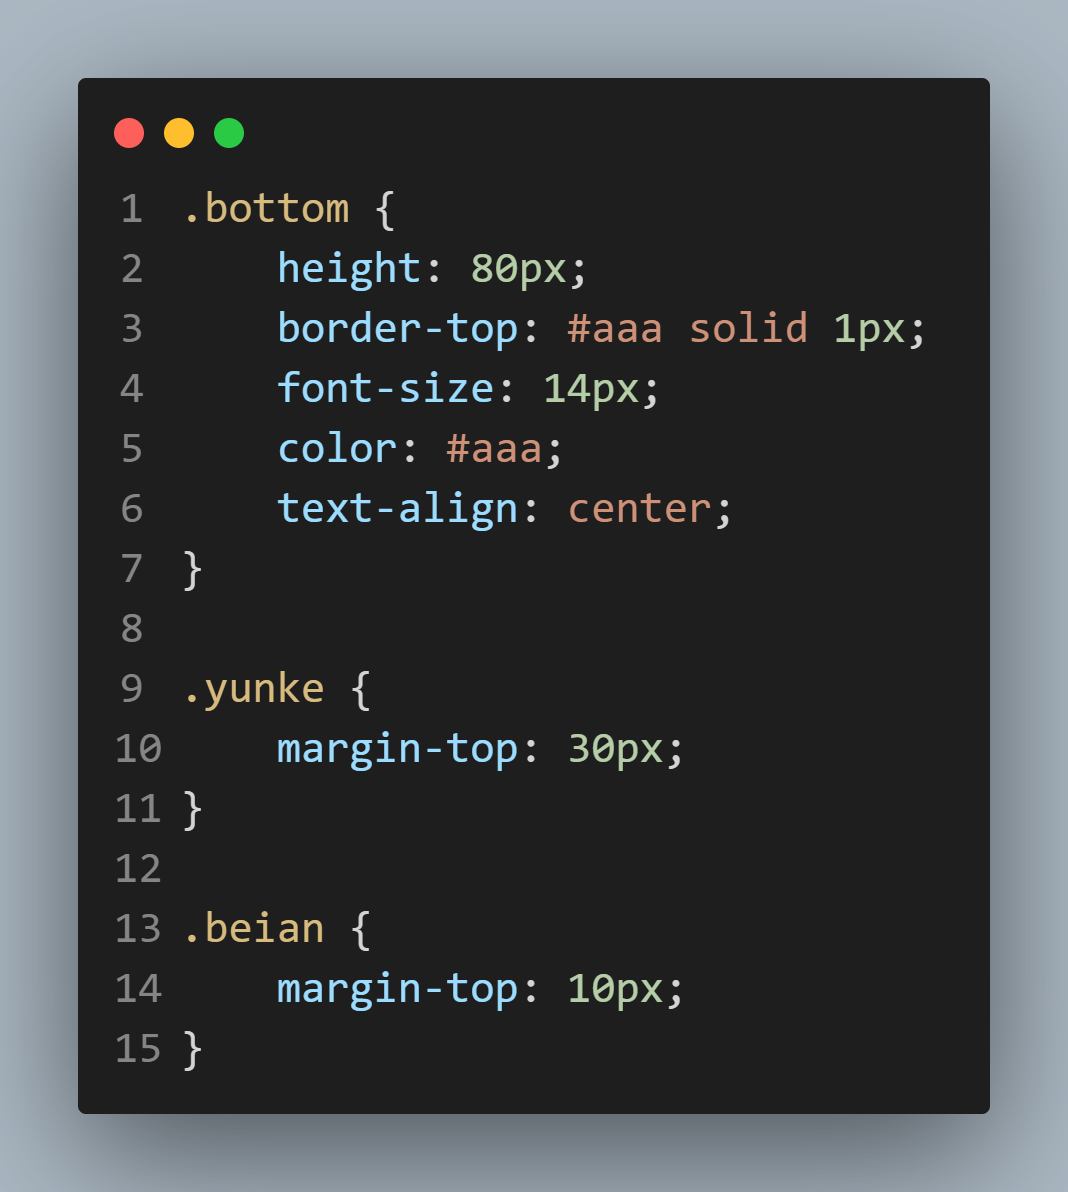 1 .bottom {
2     height: 80px;
3     border-top: #aaa solid 1px;
4     font-size: 14px;
5     color: #aaa;
6     text-align: center;
7 }
8
9 .yunke {
10     margin-top: 30px;
11 }
12
13 .beian {
14     margin-top: 10px;
15 }